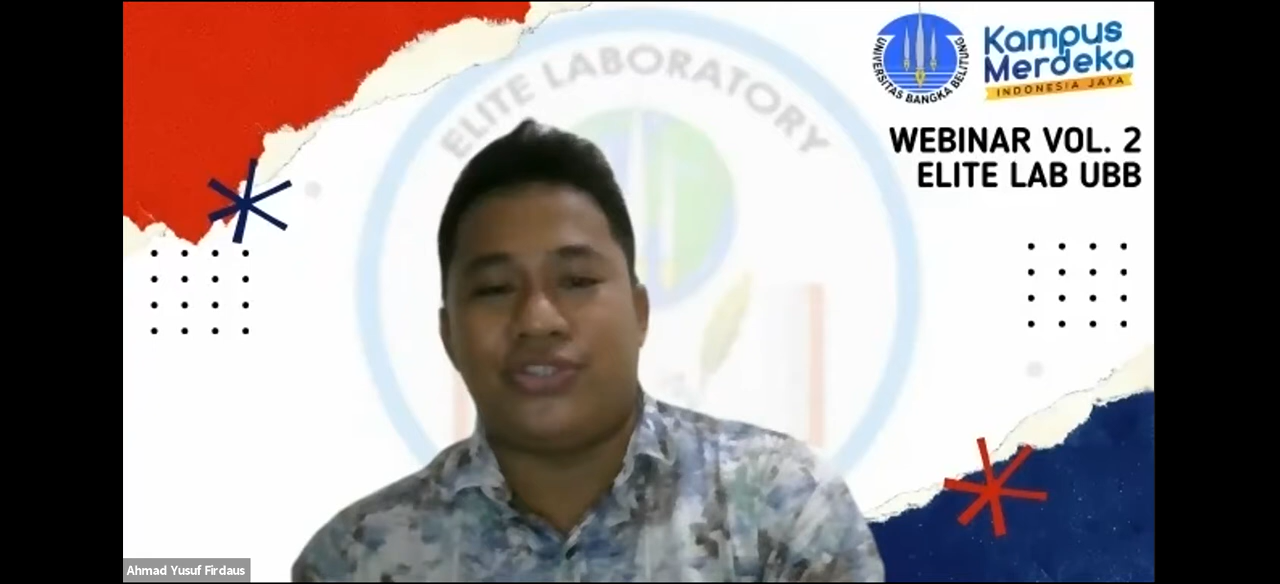 ELITE LABORATORY
UNIVERSITAS BANGKA BELITUNG
Kampus
Merdeka
INDONESIA JAYA
WEBINAR VOL. 2
ELITE LAB UBB
Ahmad Yusuf Firdaus